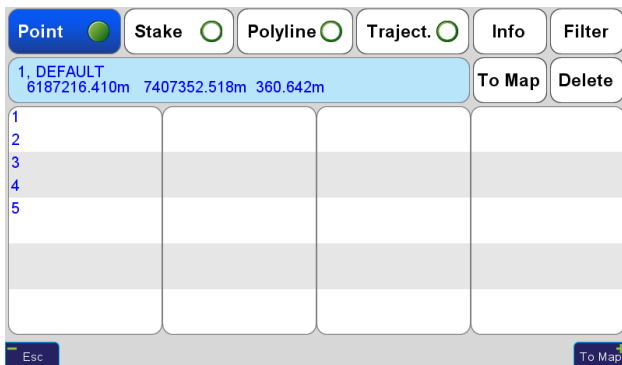 Point Stake Polyline Traject. Info Filter
1, DEFAULT
6187216.410m 7407352.518m 360.642m
To Map Delete
1
2
3
4
5
Esc
To Map